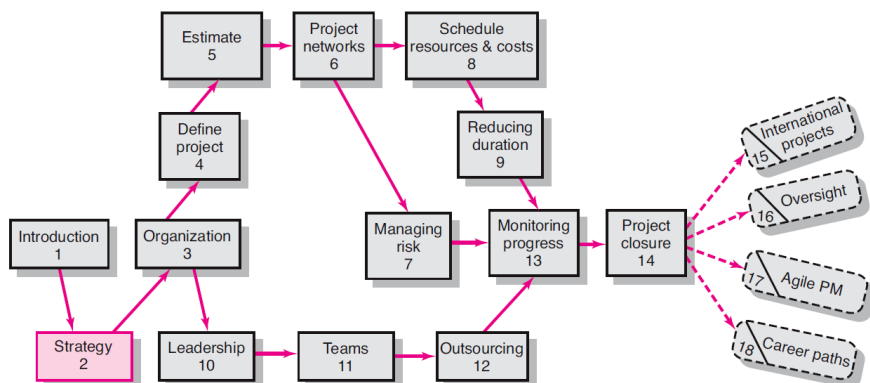 Estimate
5
Project
networks
6
Schedule
resources & costs
8
Define
project
4
Reducing
duration
9
International
projects
15
Oversight
16
Introduction
1
Organization
3
Managing
risk
7
Monitoring
progress
13
Project
closure
14
Agile PM
17
Strategy
2
Leadership
10
Teams
11
Outsourcing
12
Career paths
18